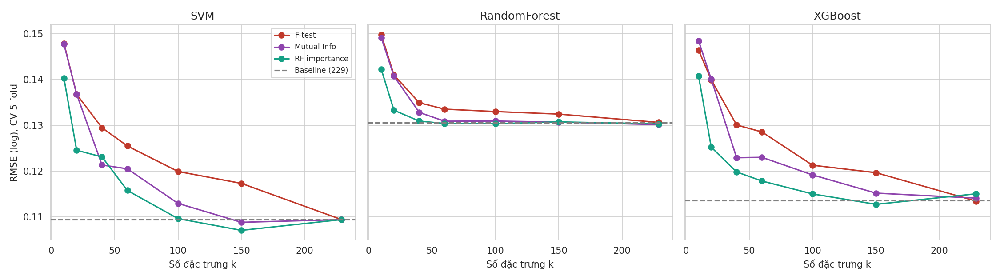 SVM
RandomForest
XGBoost
RMSE (log), CV 5 fold
0.15
0.14
0.13
0.12
0.11
F-test
Mutual Info
RF importance
Baseline (229)
0 50 100 150 200
0 50 100 150 200
0 50 100 150 200
Số đặc trưng k
Số đặc trưng k
Số đặc trưng k